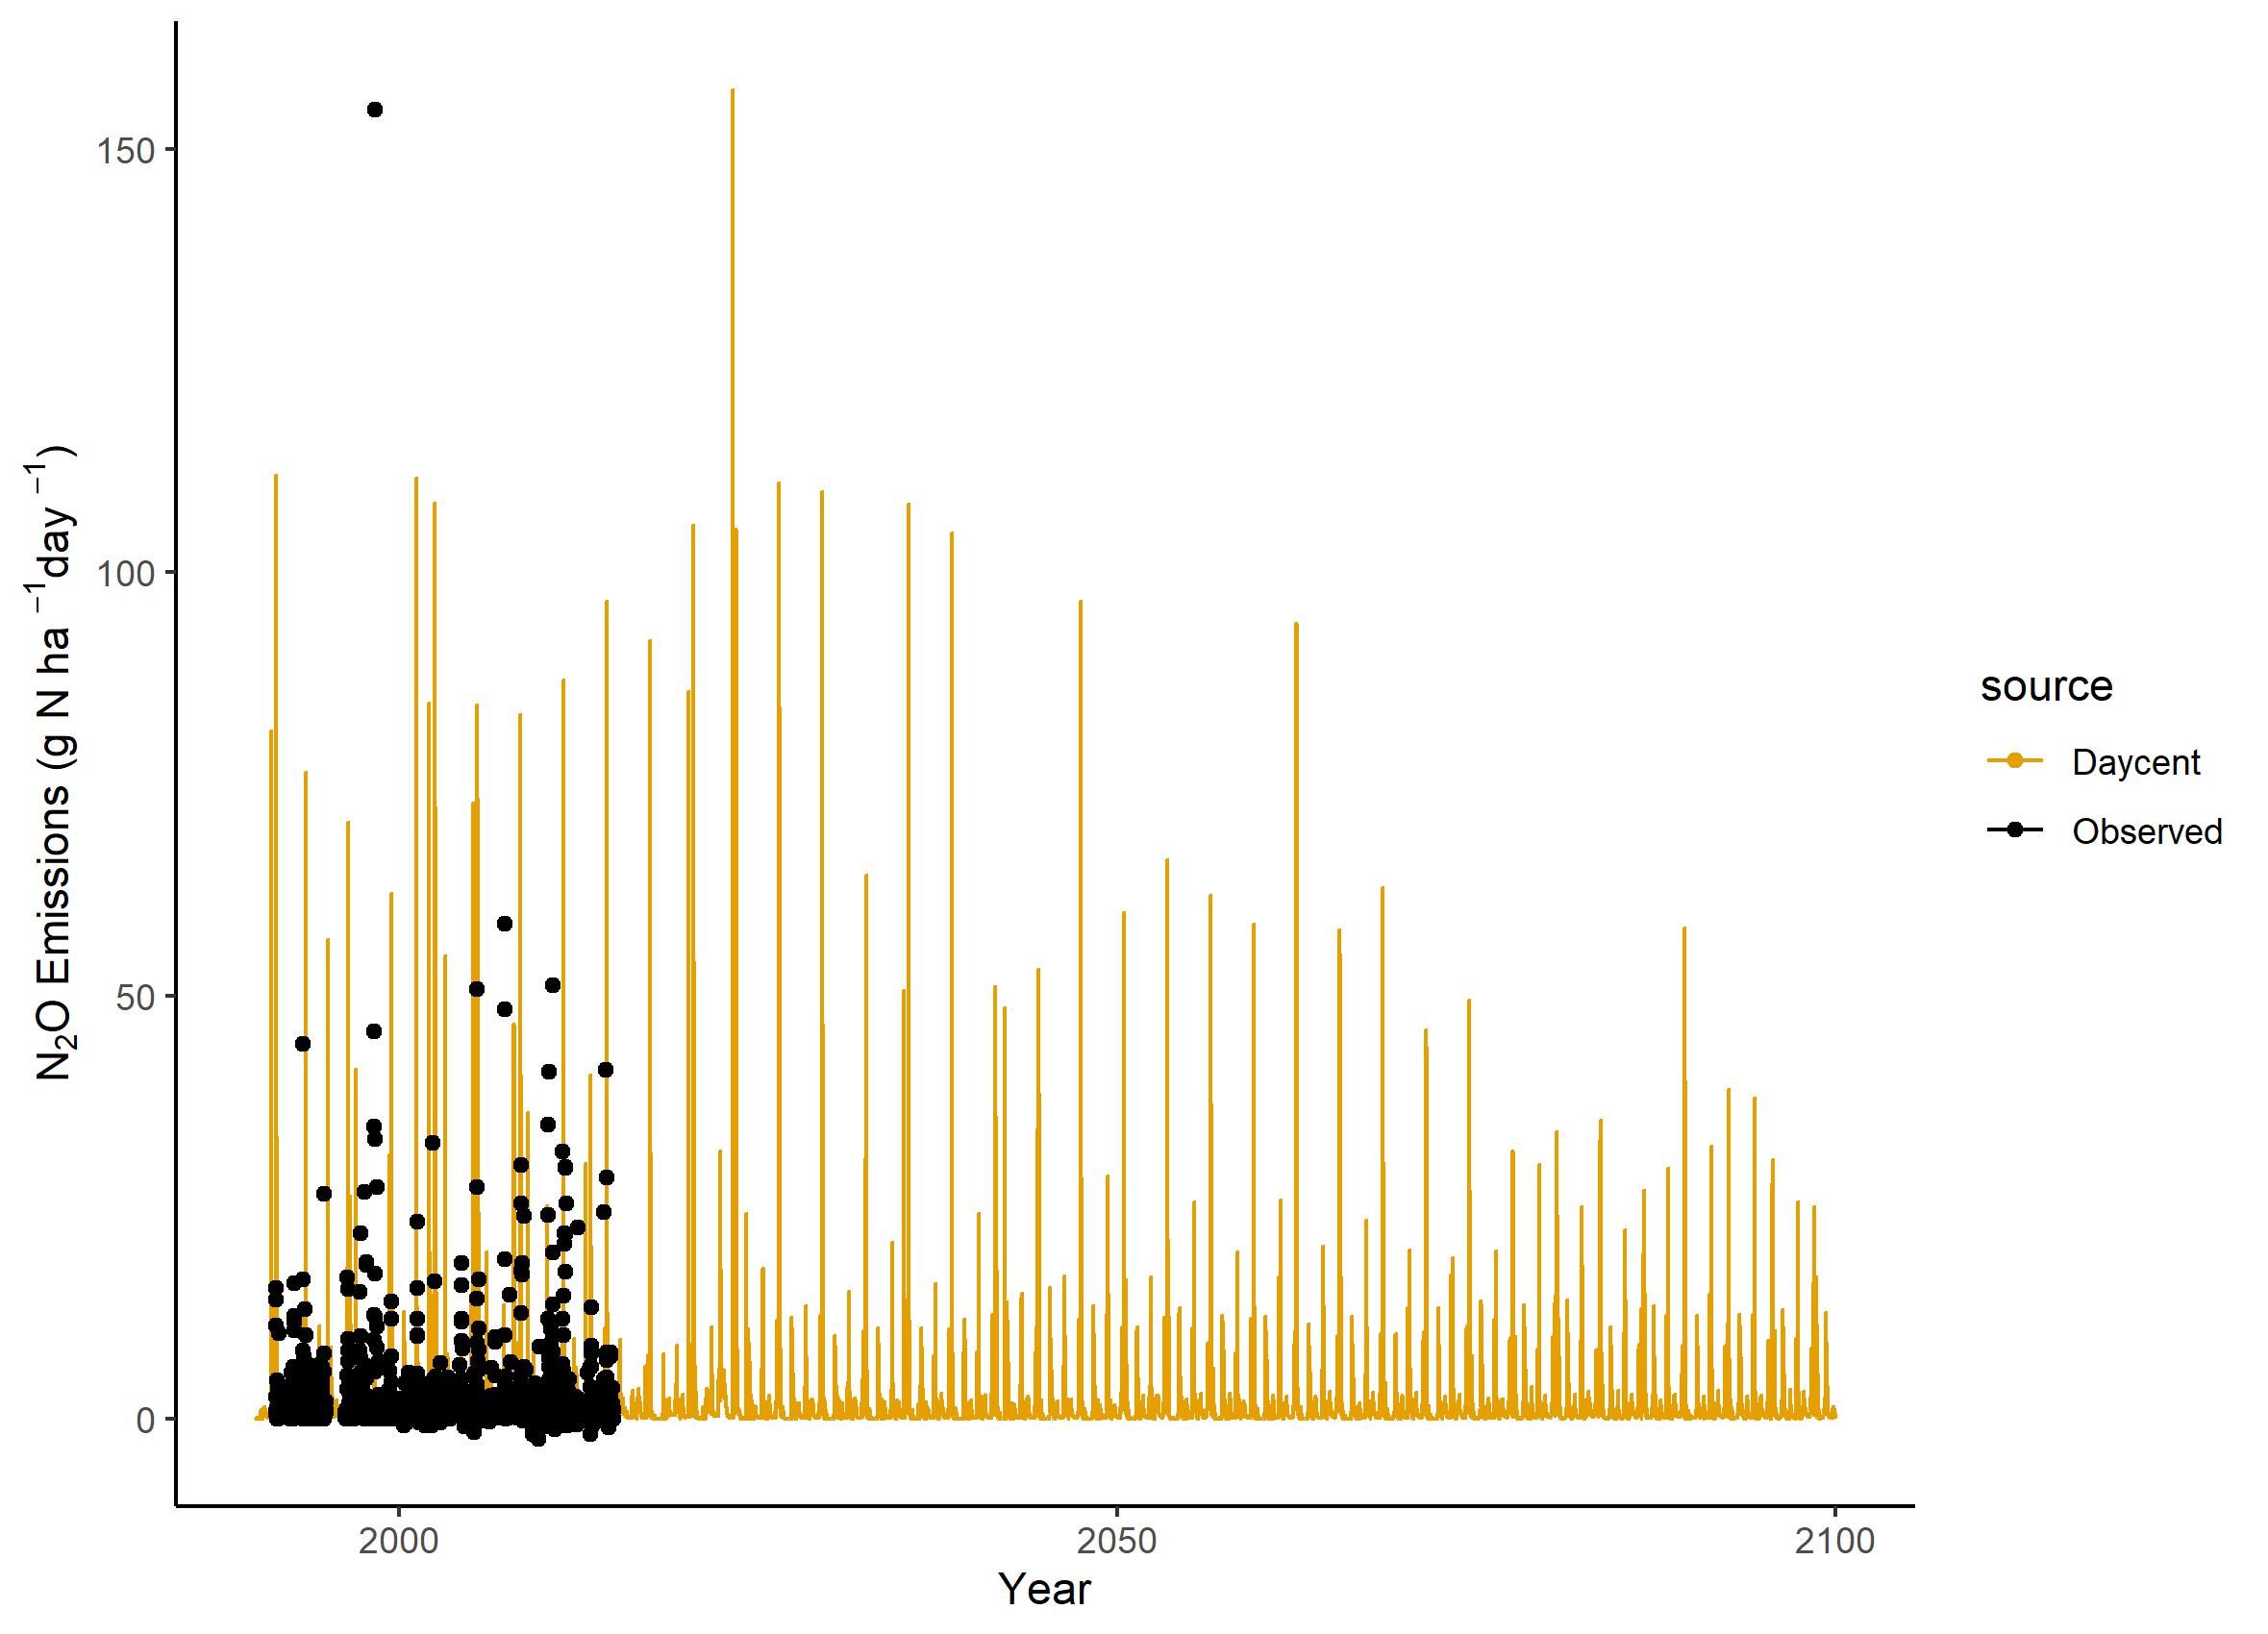 N₂O Emissions (g N ha ⁻¹day ⁻¹)
150
100
50
0
2000
2050
2100
Year
source
Daycent
Observed